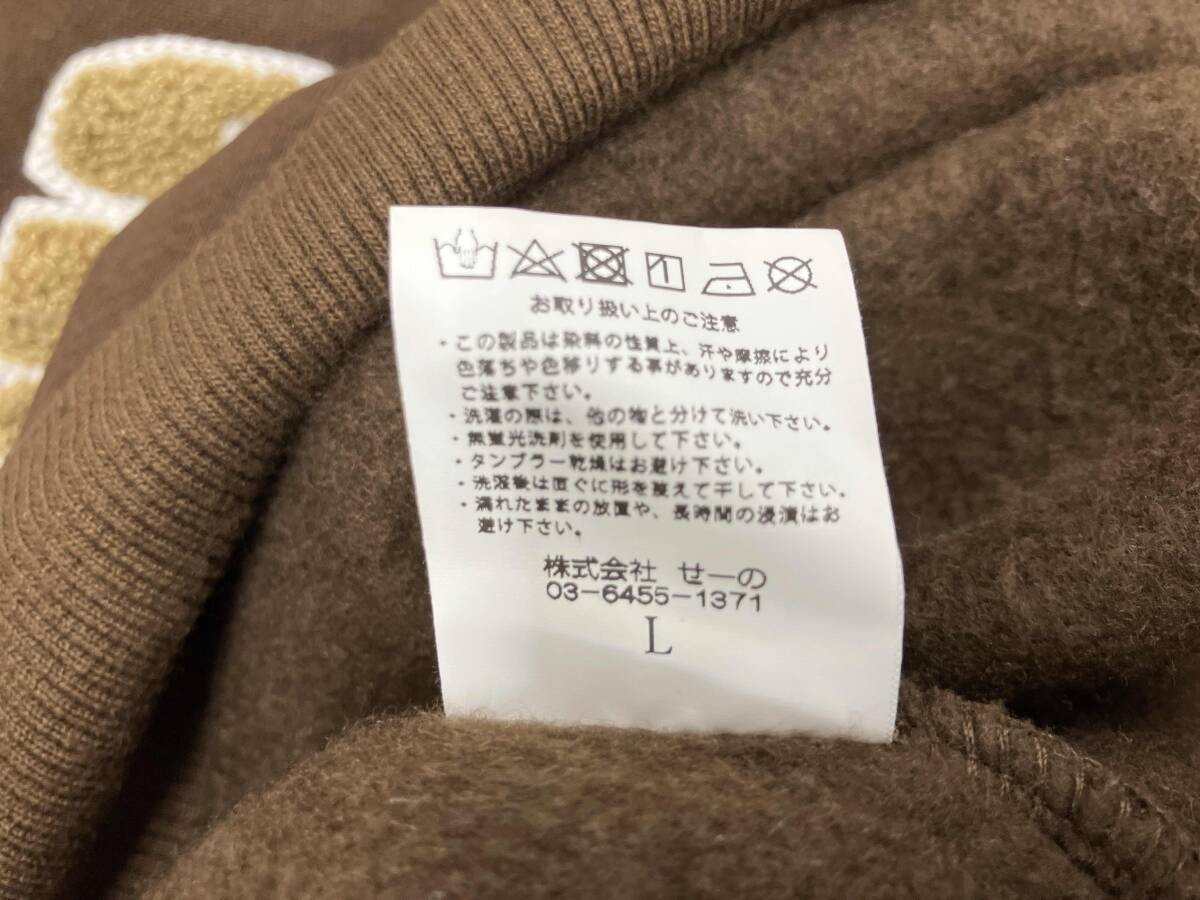 お取り扱い上のご注意
・この製品は染料の性質上、汗や摩擦により
色落ちや色移りする事がありますので充分
ご注意下さい。
・洗濯の際は、他の物と分けて洗い下さい。
・無蛍光洗剤を使用して下さい。
・タンブラー乾燥はお避け下さい。
・洗濯後は直ぐに形を整えて干して下さい。
・濡れたままの放置や、長時間の浸漬はお
避け下さい。
株式会社 せーの
03-6455-1371
L